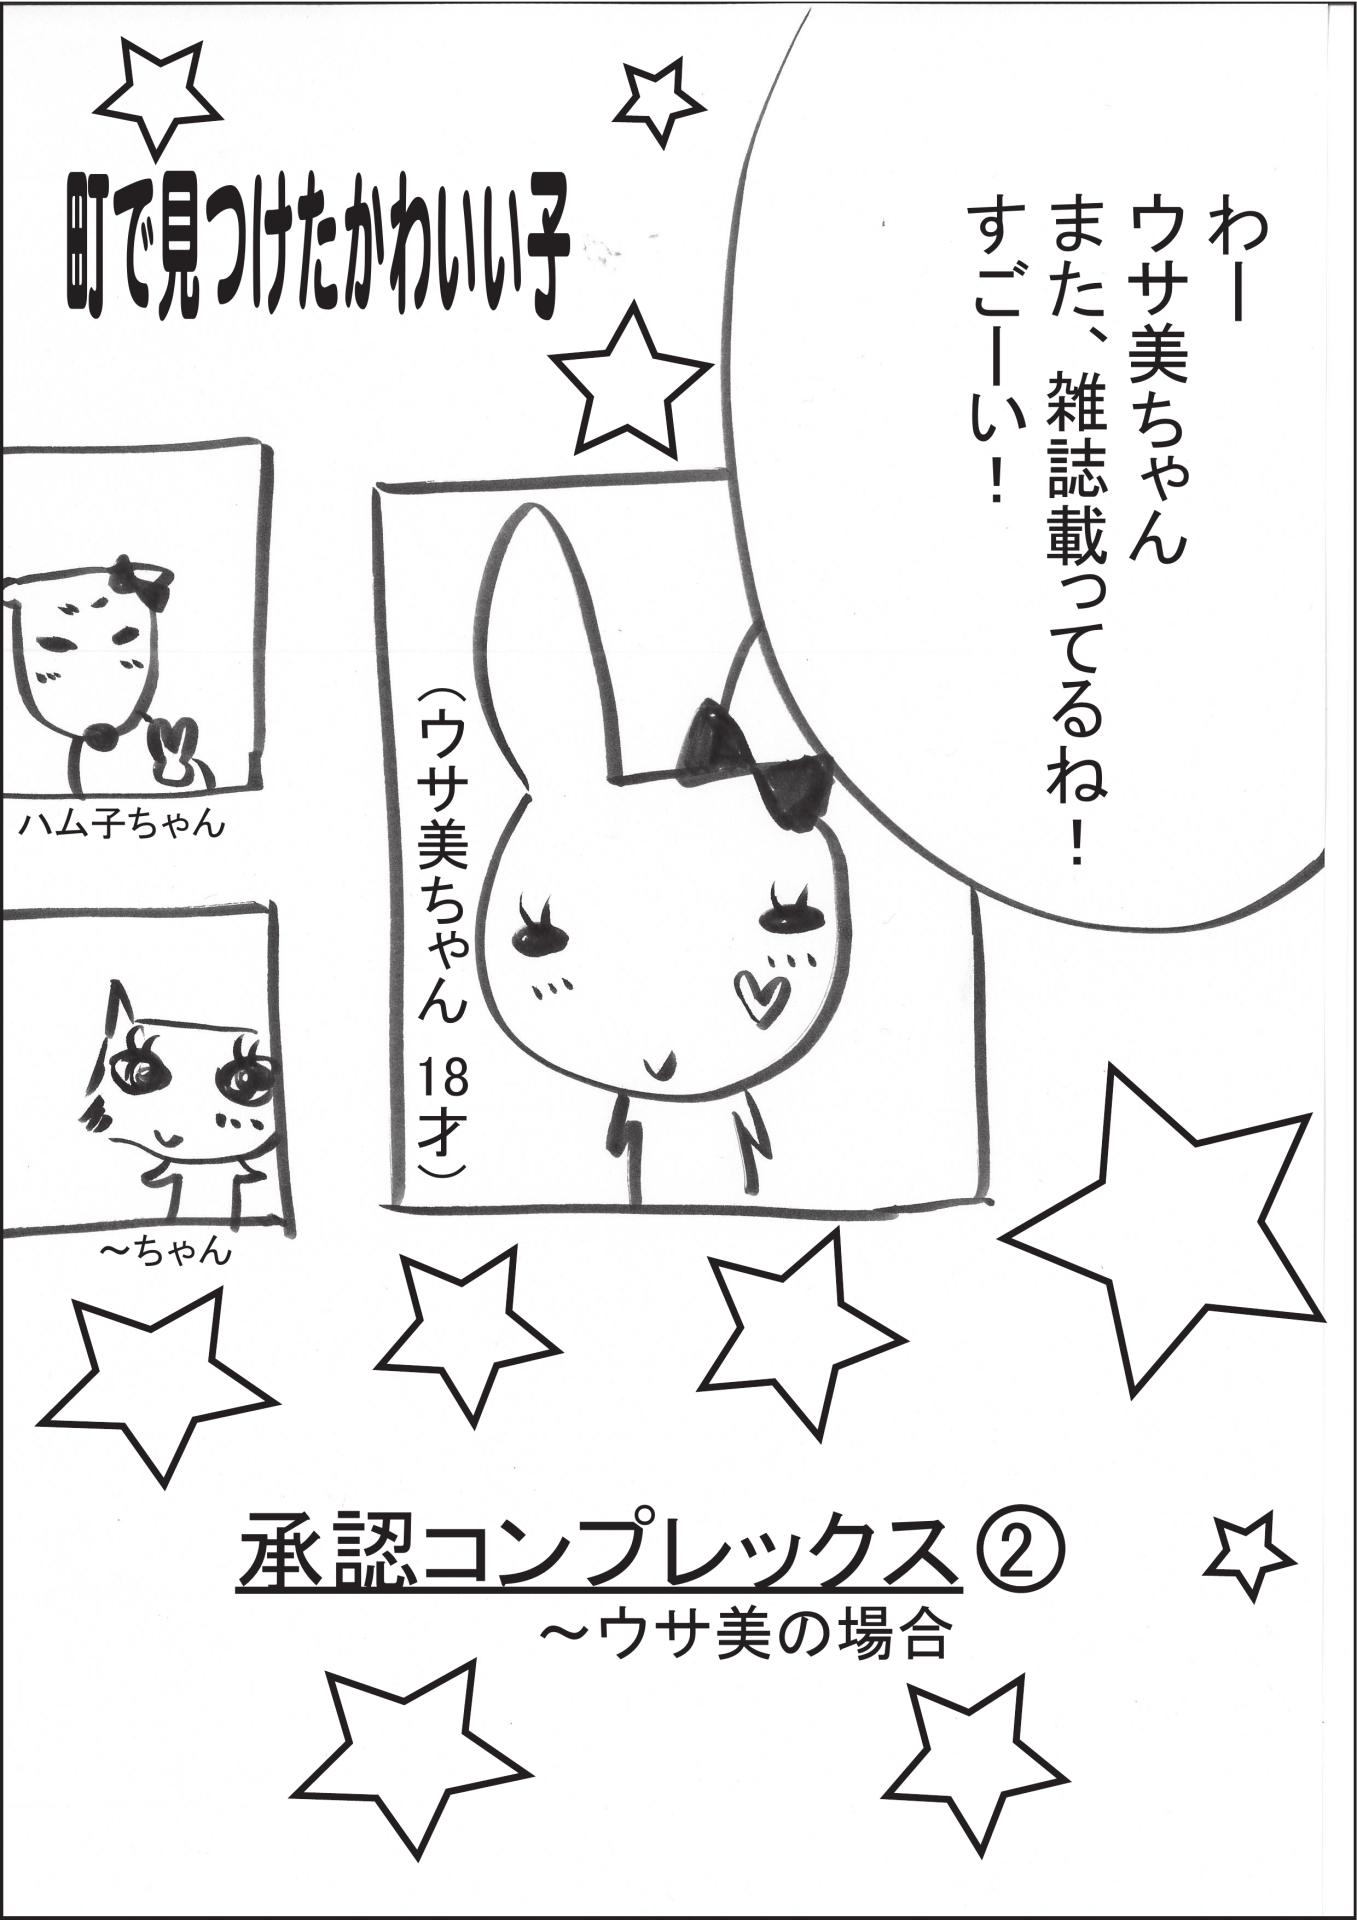 わー
ウサ美ちゃん
また、雑誌載ってるね！
すごーい！
町で見つけたかわいい子
（ウサ美ちゃん 18才）
ハム子ちゃん
～ちゃん
承認コンプレックス②
～ウサ美の場合